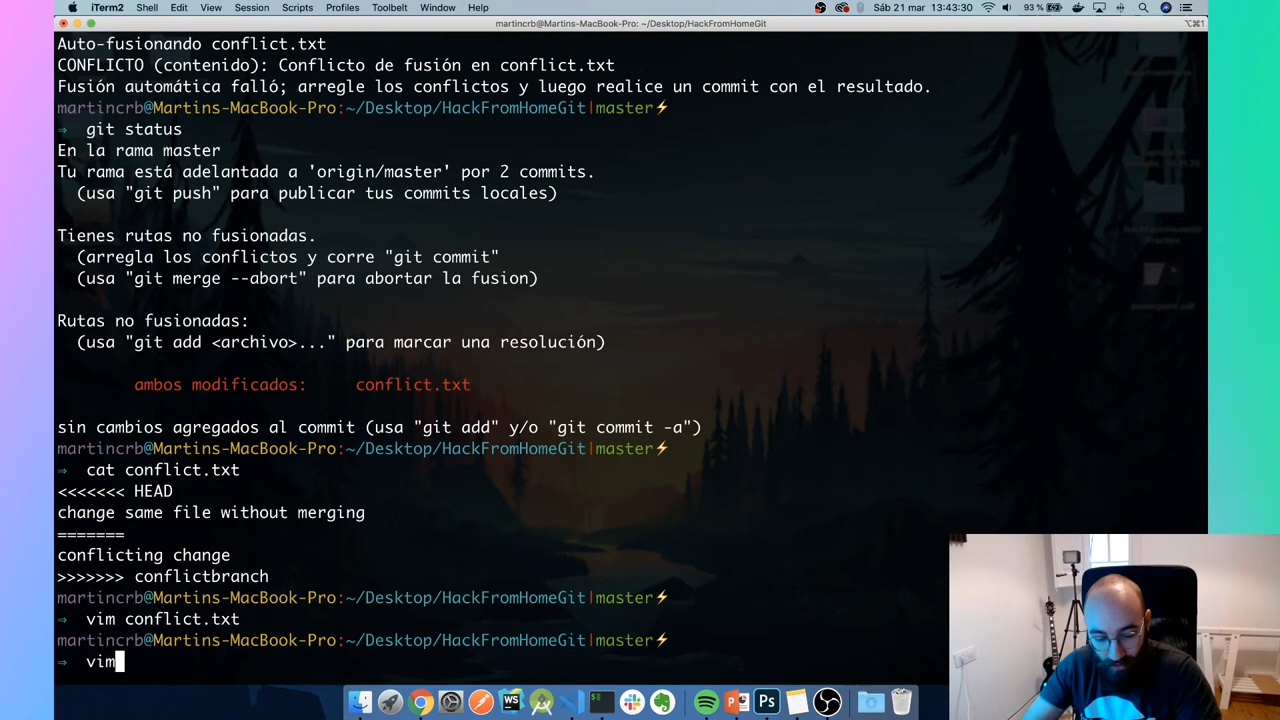 iTerm2 Shell Edit View Session Scripts Profiles Toolbelt Window Help 93 % Sáb 21 mar 13:43:30
martincrb@Martins-MacBook-Pro: ~/Desktop/HackFromHomeGit ⌥⌘1
Auto-fusionando conflict.txt
CONFLICTO (contenido): Conflicto de fusión en conflict.txt
Fusión automática falló; arregle los conflictos y luego realice un commit con el resultado.
martincrb@Martins-MacBook-Pro:~/Desktop/HackFromHomeGit|master⚡
⇒ git status
En la rama master
Tu rama está adelantada a 'origin/master' por 2 commits.
(usa "git push" para publicar tus commits locales)
Tienes rutas no fusionadas.
(arregla los conflictos y corre "git commit"
(usa "git merge --abort" para abortar la fusion)
Rutas no fusionadas:
(usa "git add <archivo>..." para marcar una resolución)
ambos modificados: conflict.txt
sin cambios agregados al commit (usa "git add" y/o "git commit -a")
martincrb@Martins-MacBook-Pro:~/Desktop/HackFromHomeGit|master⚡
⇒ cat conflict.txt
<<<<<<< HEAD
change same file without merging
=======
conflicting change
>>>>>>> conflictbranch
martincrb@Martins-MacBook-Pro:~/Desktop/HackFromHomeGit|master⚡
⇒ vim conflict.txt
martincrb@Martins-MacBook-Pro:~/Desktop/HackFromHomeGit|master⚡
⇒ vim
WS
Ps